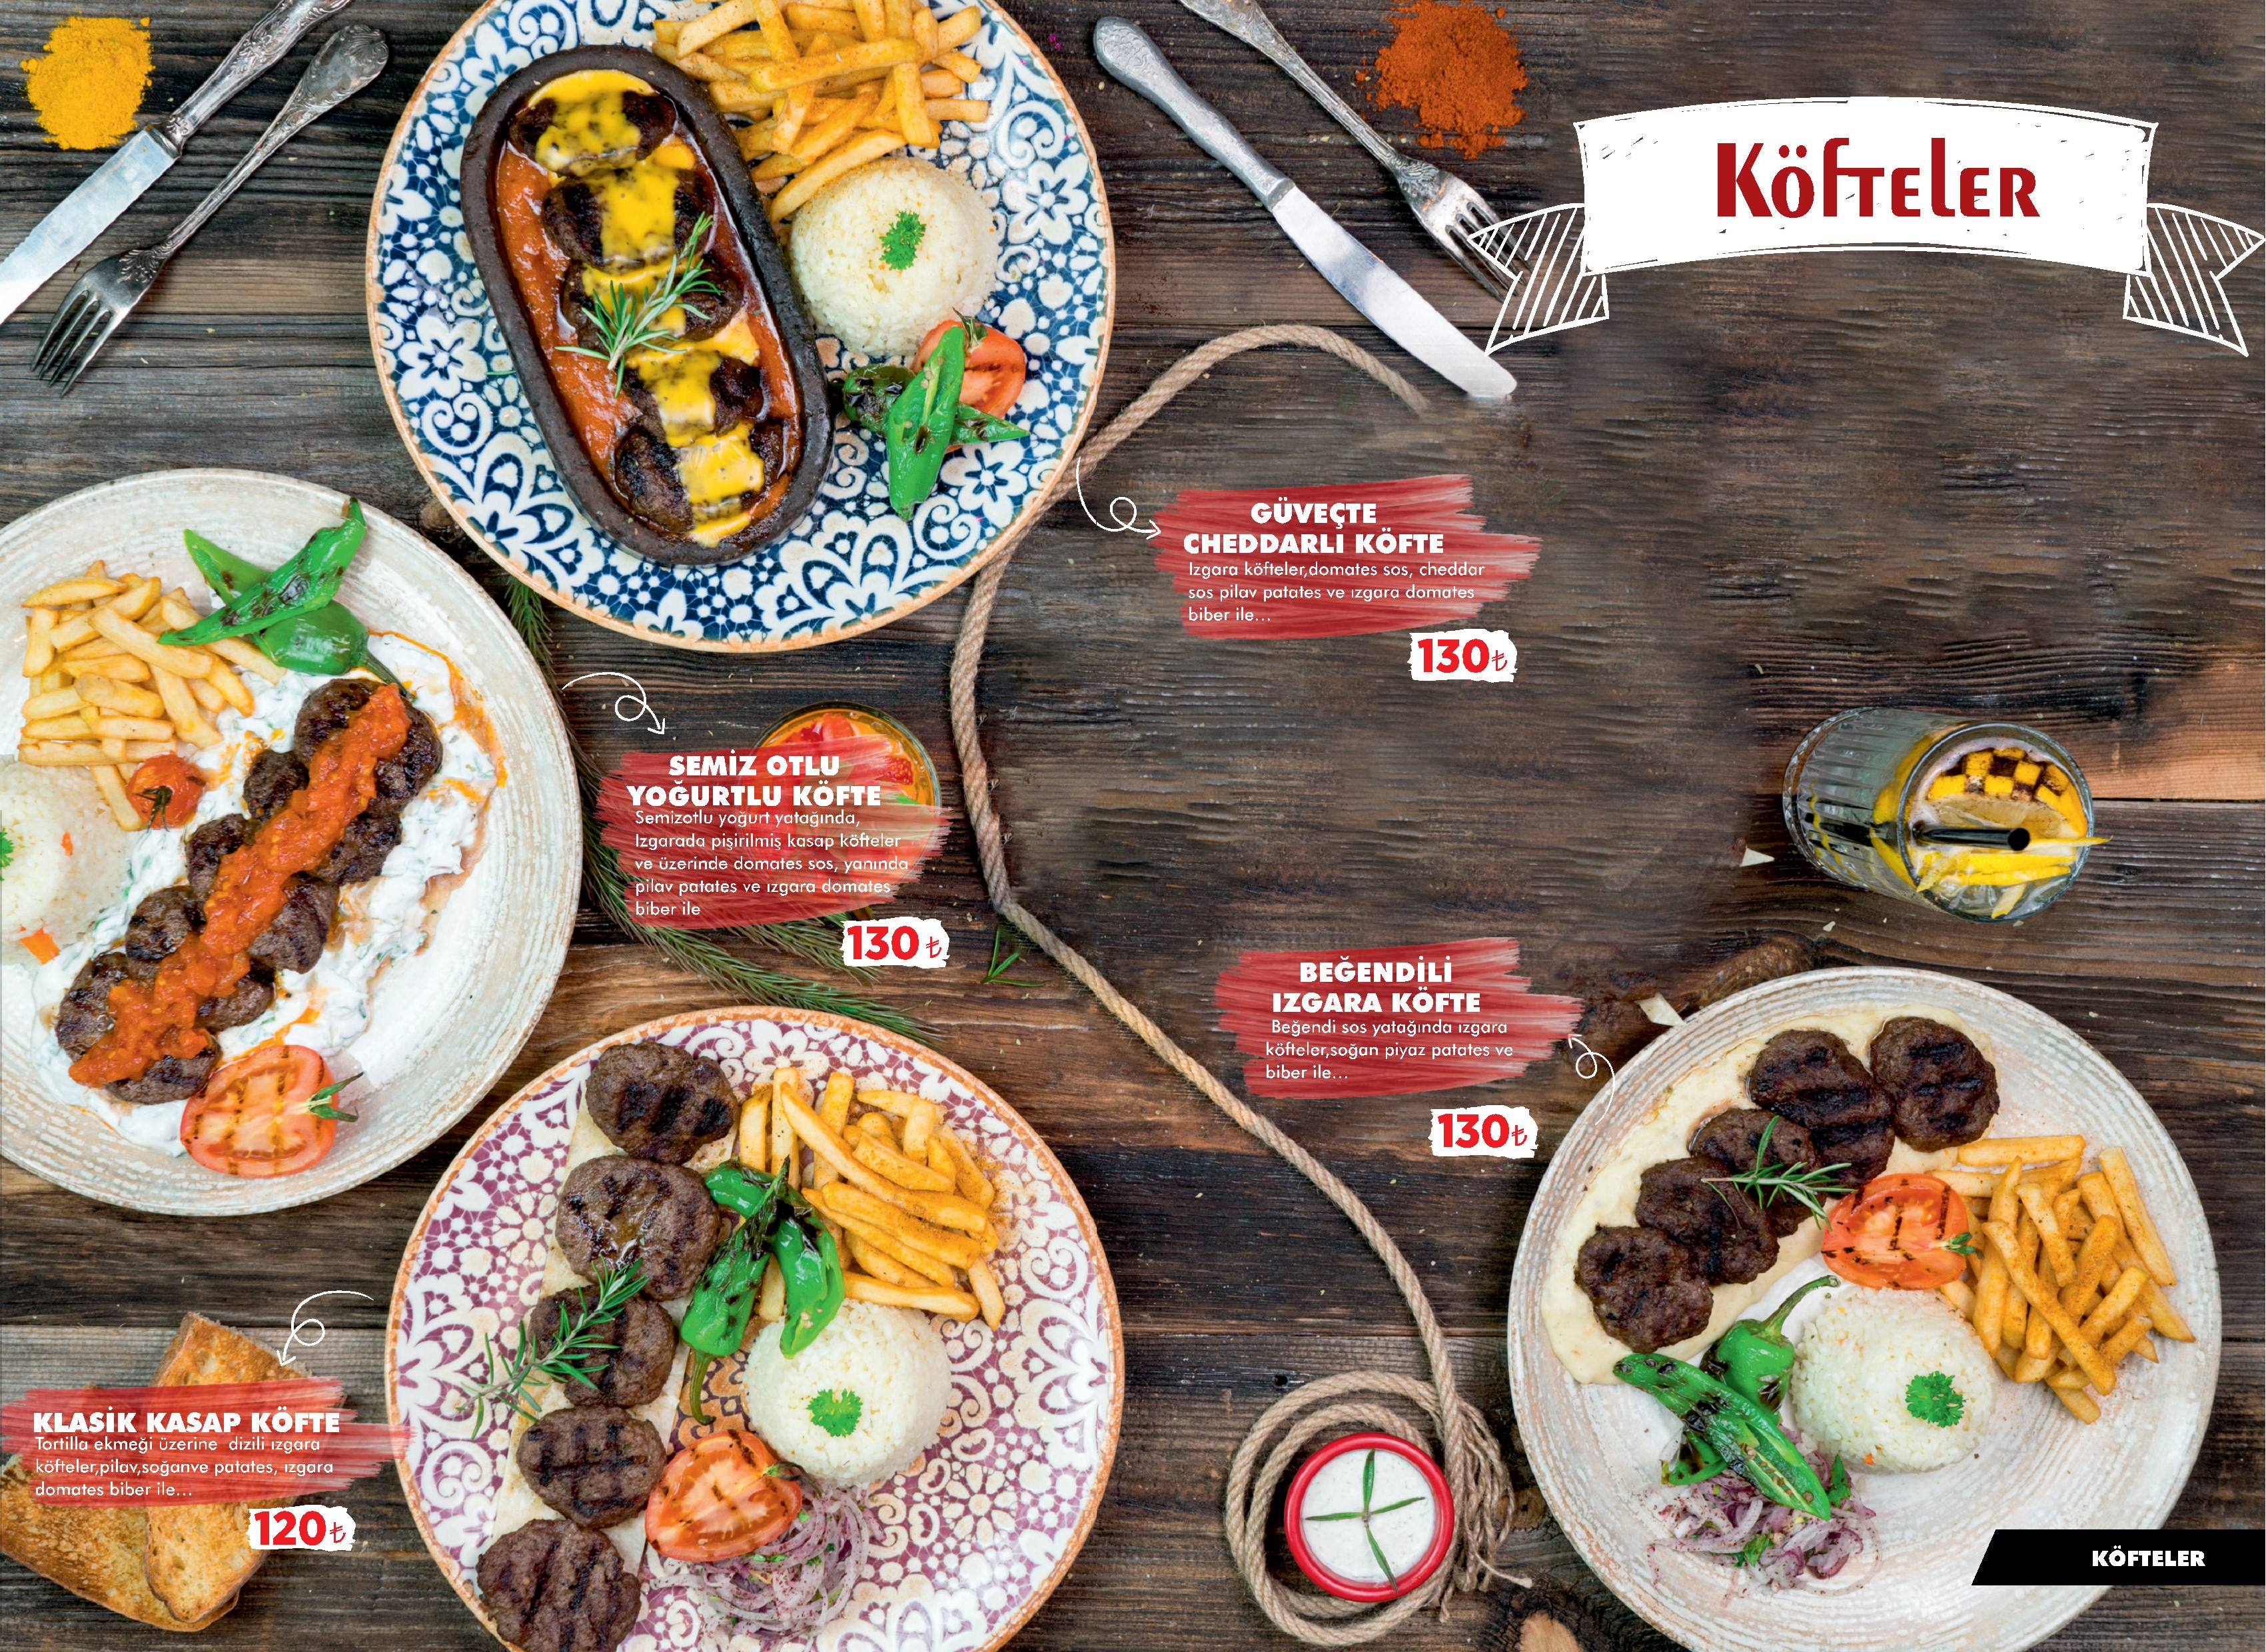 KöfTELER
GÜVEÇTE
CHEDDARLI KÖFTE
Izgara köfteler,domates sos, cheddar
sos pilav patates ve ızgara domates
biber ile...
130₺
SEMİZ OTLU
YOĞURTLU KÖFTE
Semizotlu yoğurt yatağında,
Izgarada pişirilmiş kasap köfteler
ve üzerinde domates sos, yanında
pilav patates ve ızgara domates
biber ile
130 ₺
BEĞENDİLİ
IZGARA KÖFTE
Beğendi sos yatağında ızgara
köfteler,soğan piyaz patates ve
biber ile...
130₺
KLASİK KASAP KÖFTE
Tortilla ekmeği üzerine dizili ızgara
köfteler,pilav,soğanve patates, ızgara
domates biber ile...
120₺
KÖFTELER